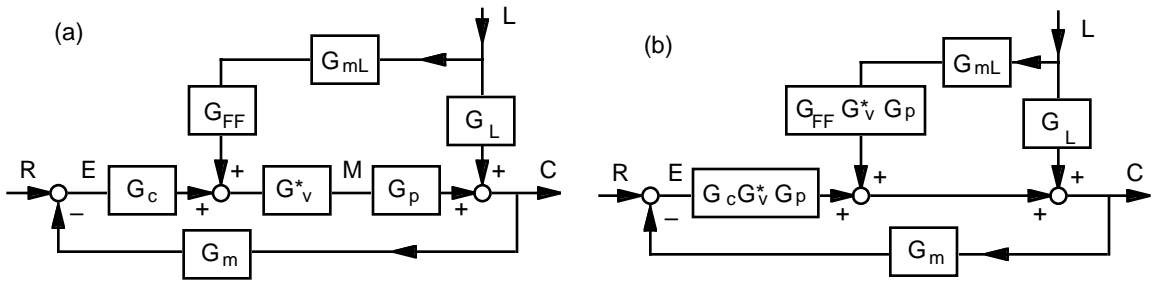 (a)
L
G_mL
G_FF
G_L
R
E
G_c
+
+
G*_v
M
G_p
+
+
C
–
G_m
(b)
L
G_mL
G_FF G*_v G_p
G_L
R
E
G_c G*_v G_p
+
+
+
+
C
–
G_m